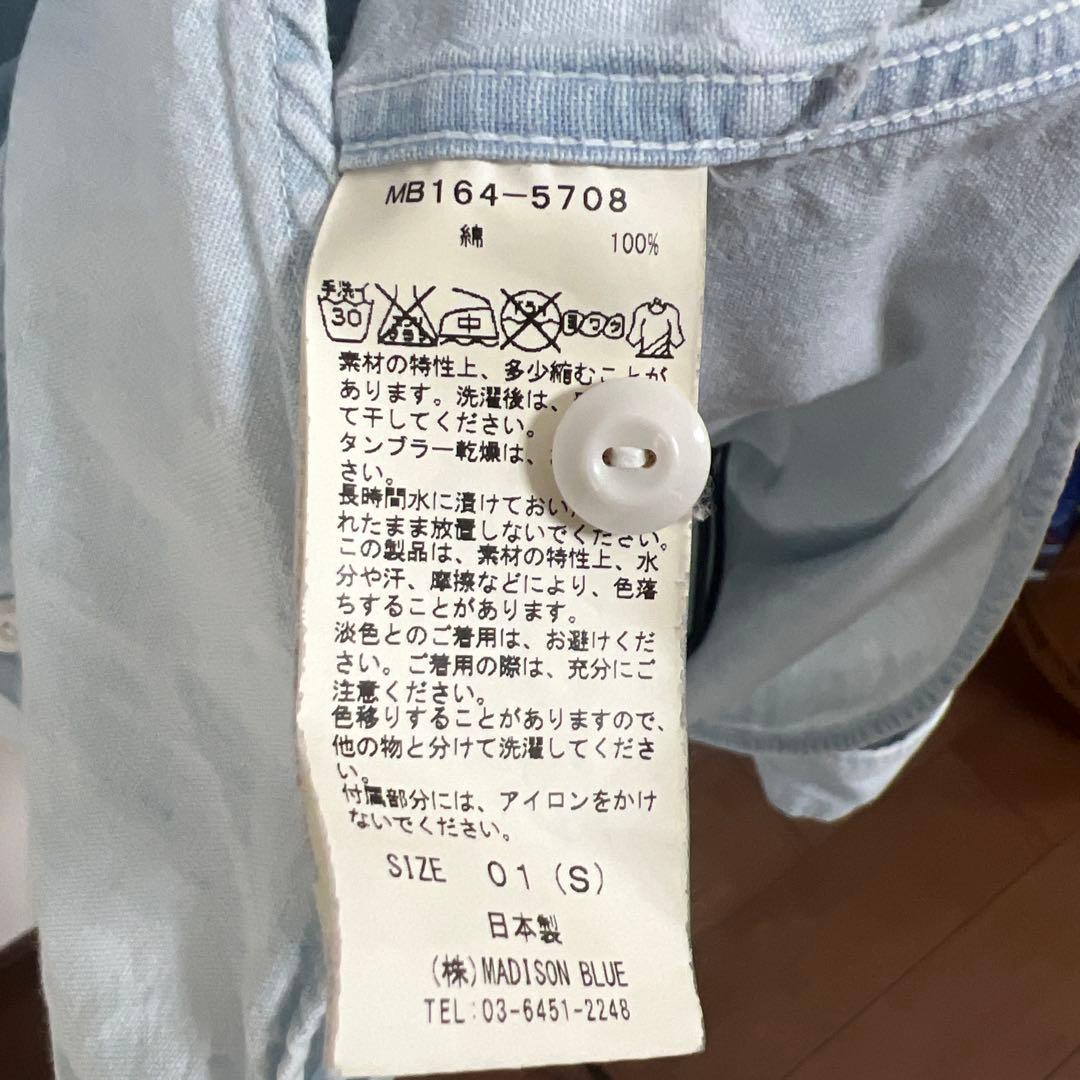 MB164-5708
綿 100%
手洗イ
30
エンソサラシ
中
ドライ
ヨワク
素材の特性上、多少縮むことが
あります。洗濯後は、
て干してください。
タンブラー乾燥は、
さい。
長時間水に漬けておい
れたまま放置しないでください。
この製品は、素材の特性上、水
分や汗、摩擦などにより、色落
ちすることがあります。
淡色とのご着用は、お避けくだ
さい。ご着用の際は、充分にご
注意ください。
色移りすることがありますので、
他の物と分けて洗濯してくださ
い。
付属部分には、アイロンをかけ
ないでください。
SIZE 01(S)
日本製
(株)MADISON BLUE
TEL:03-6451-2248